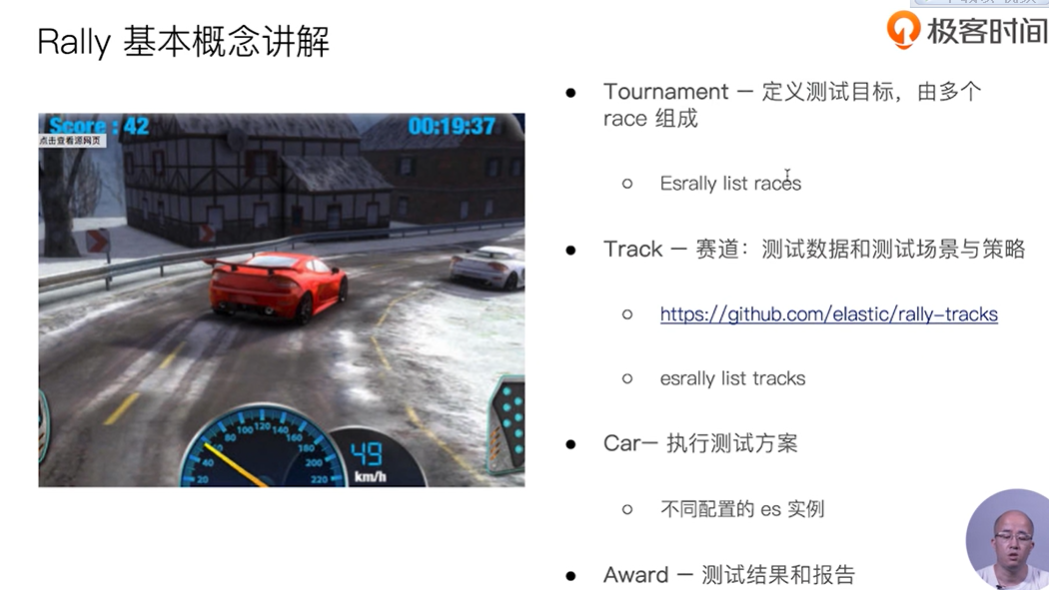 Rally 基本概念讲解
极客时间
Score : 42
00:19:37
点击查看源网页
20
40
80
100
120
140
160
180
200
220
49
km/h
● Tournament — 定义测试目标，由多个
race 组成
○ Esrally list races
● Track — 赛道：测试数据和测试场景与策略
○ https://github.com/elastic/rally-tracks
○ esrally list tracks
● Car— 执行测试方案
○ 不同配置的 es 实例
● Award — 测试结果和报告